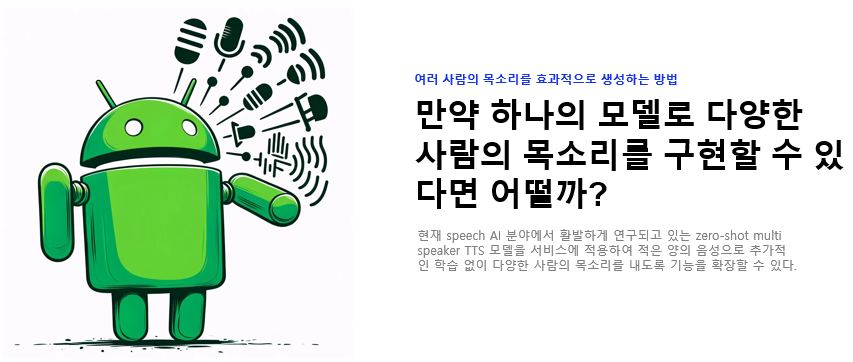 여러 사람의 목소리를 효과적으로 생성하는 방법
만약 하나의 모델로 다양한
사람의 목소리를 구현할 수 있
다면 어떨까?
현재 speech AI 분야에서 활발하게 연구되고 있는 zero-shot multi
speaker TTS 모델을 서비스에 적용하여 적은 양의 음성으로 추가적
인 학습 없이 다양한 사람의 목소리를 내도록 기능을 확장할 수 있다.